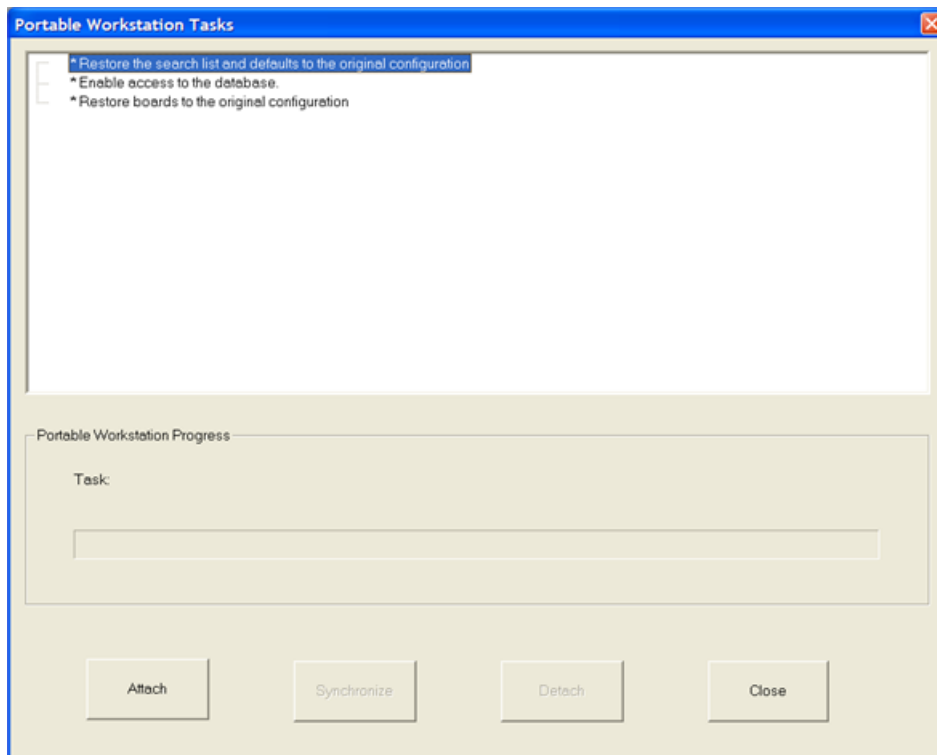 Portable Workstation Tasks
* Restore the search list and defaults to the original configuration
* Enable access to the database.
* Restore boards to the original configuration
Portable Workstation Progress
Task:
Attach
Synchronize
Detach
Close